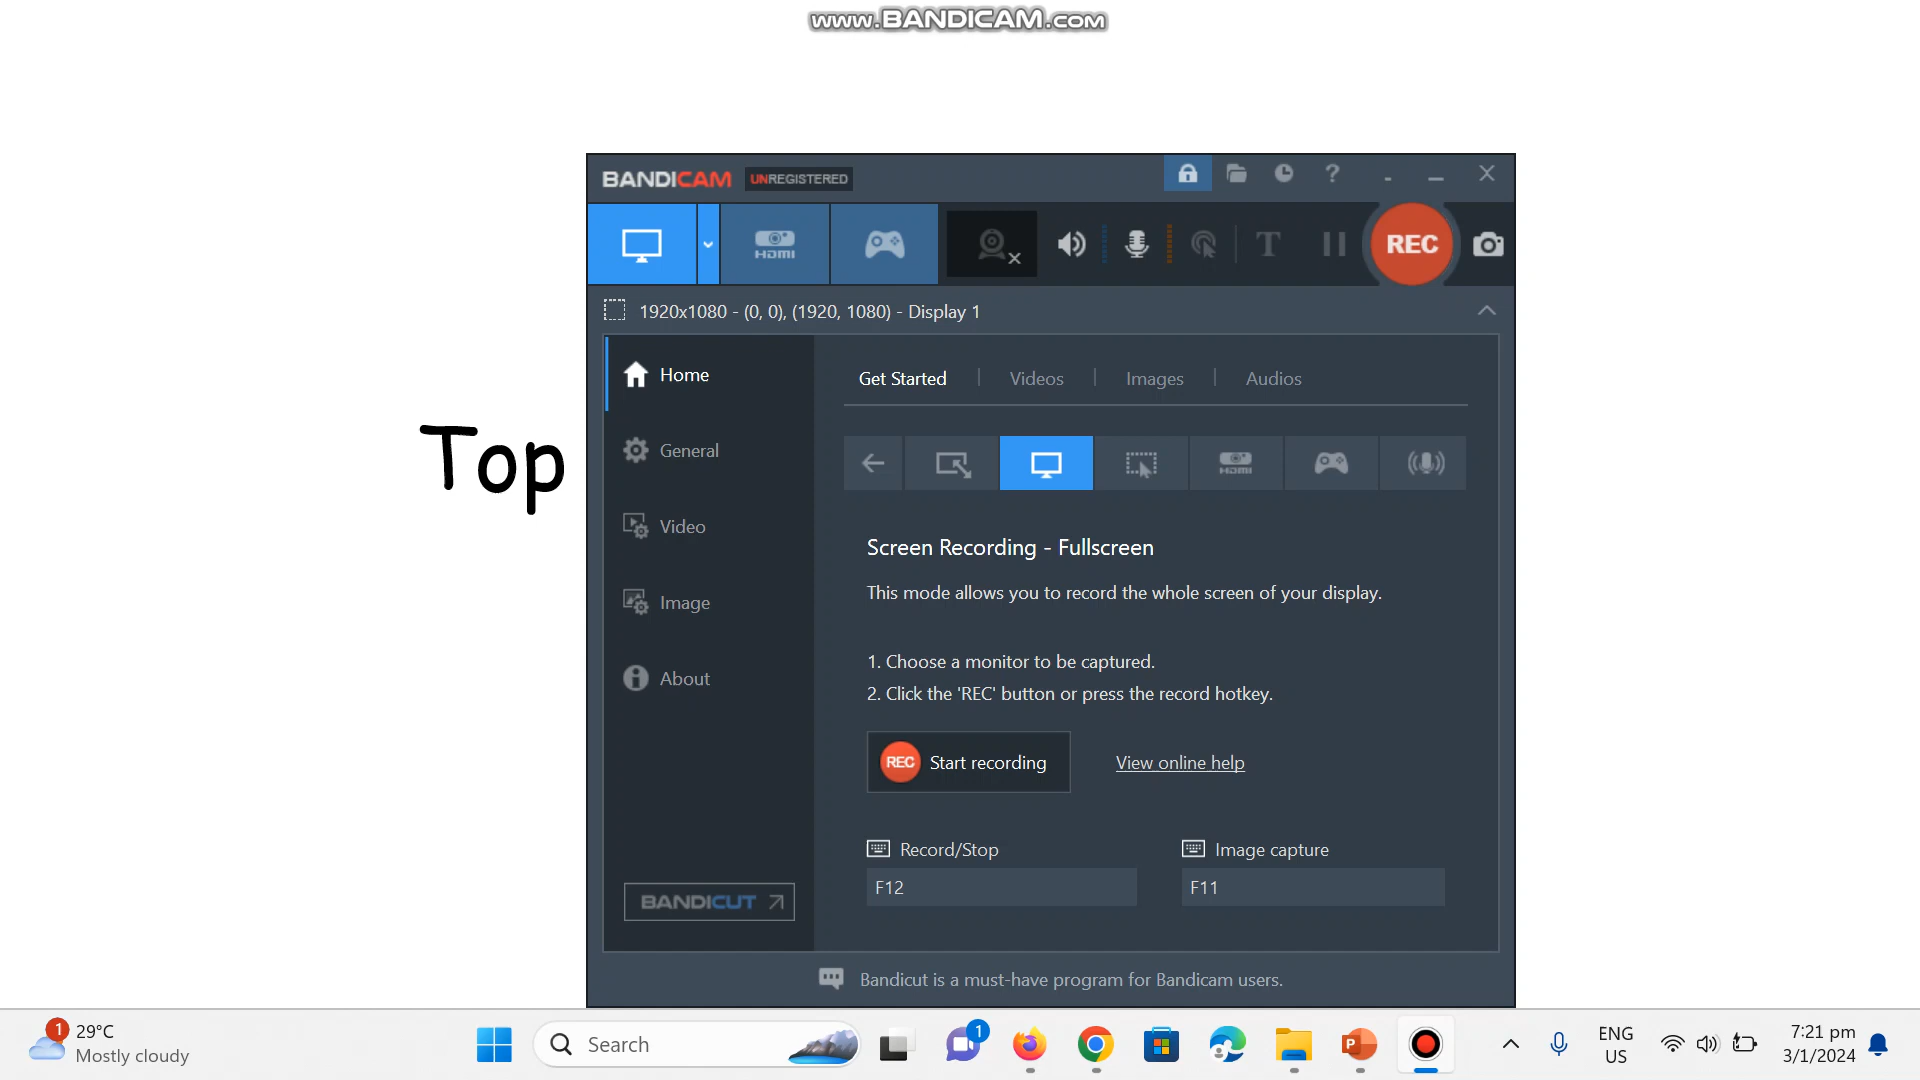 www.BANDICAM.com
BANDICAM UNREGISTERED
?
HDMI
T
REC
1920x1080 - (0, 0), (1920, 1080) - Display 1
Home
Get Started | Videos | Images | Audios
General
HDMI
Top
Video
Screen Recording - Fullscreen
This mode allows you to record the whole screen of your display.
Image
1. Choose a monitor to be captured.
2. Click the 'REC' button or press the record hotkey.
About
REC Start recording
View online help
Record/Stop
Image capture
F12
F11
BANDICUT
Bandicut is a must-have program for Bandicam users.
1
29°C
Mostly cloudy
Search
1
P
ENG
US
7:21 pm
3/1/2024